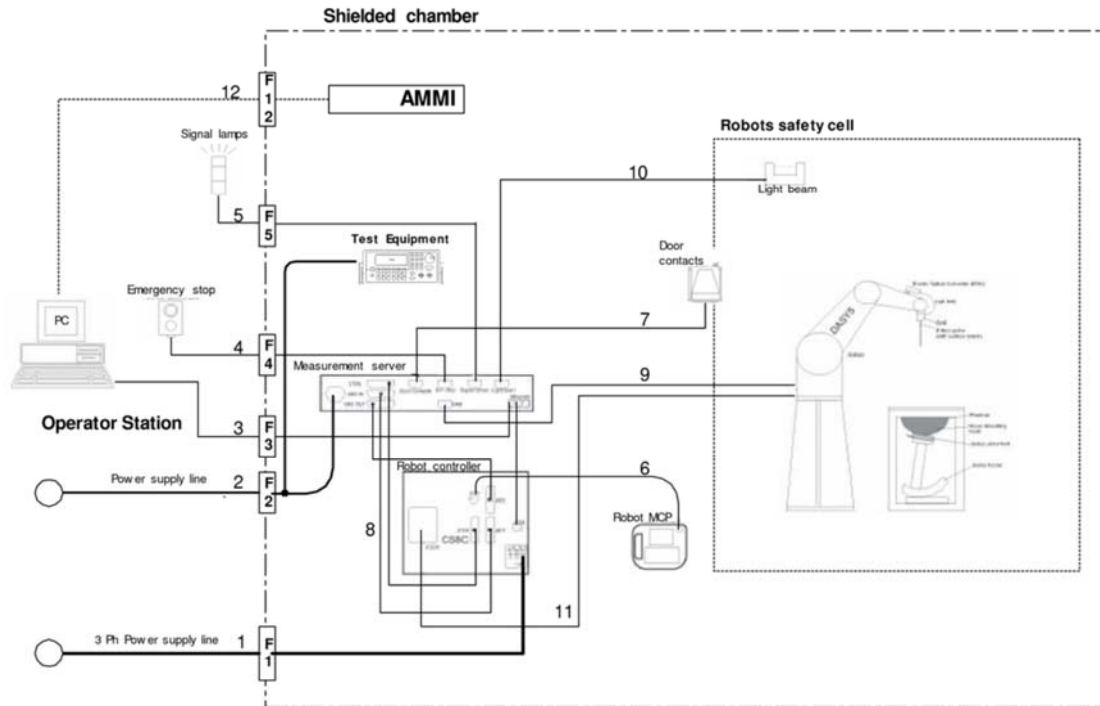 Shielded chamber
12
F
1
2
AMMI
Signal lamps
Robots safety cell
10
Light beam
5
F
5
Test Equipment
Door
contacts
Emergency stop
PC
DASY5
7
4
F
4
Measurement server
9
Operator Station
3
F
3
Robot controller
6
Power supply line
2
F
2
8
CS8C
Robot MCP
11
3 Ph Power supply line
1
F
1